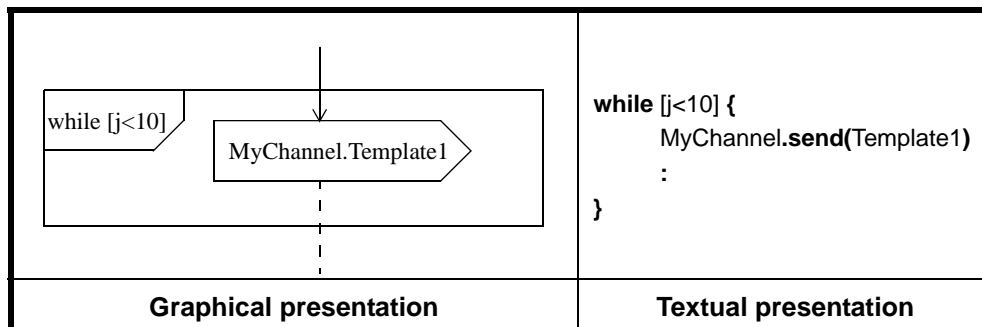 while [j<10]
MyChannel.Template1
while [j<10] {
MyChannel.send(Template1)
:
}
Graphical presentation
Textual presentation